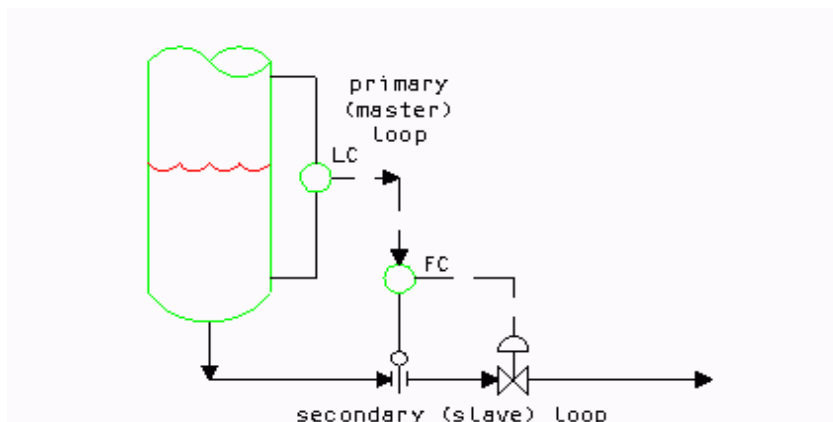 primary
(master)
loop
LC
FC
secondary (slave) loop